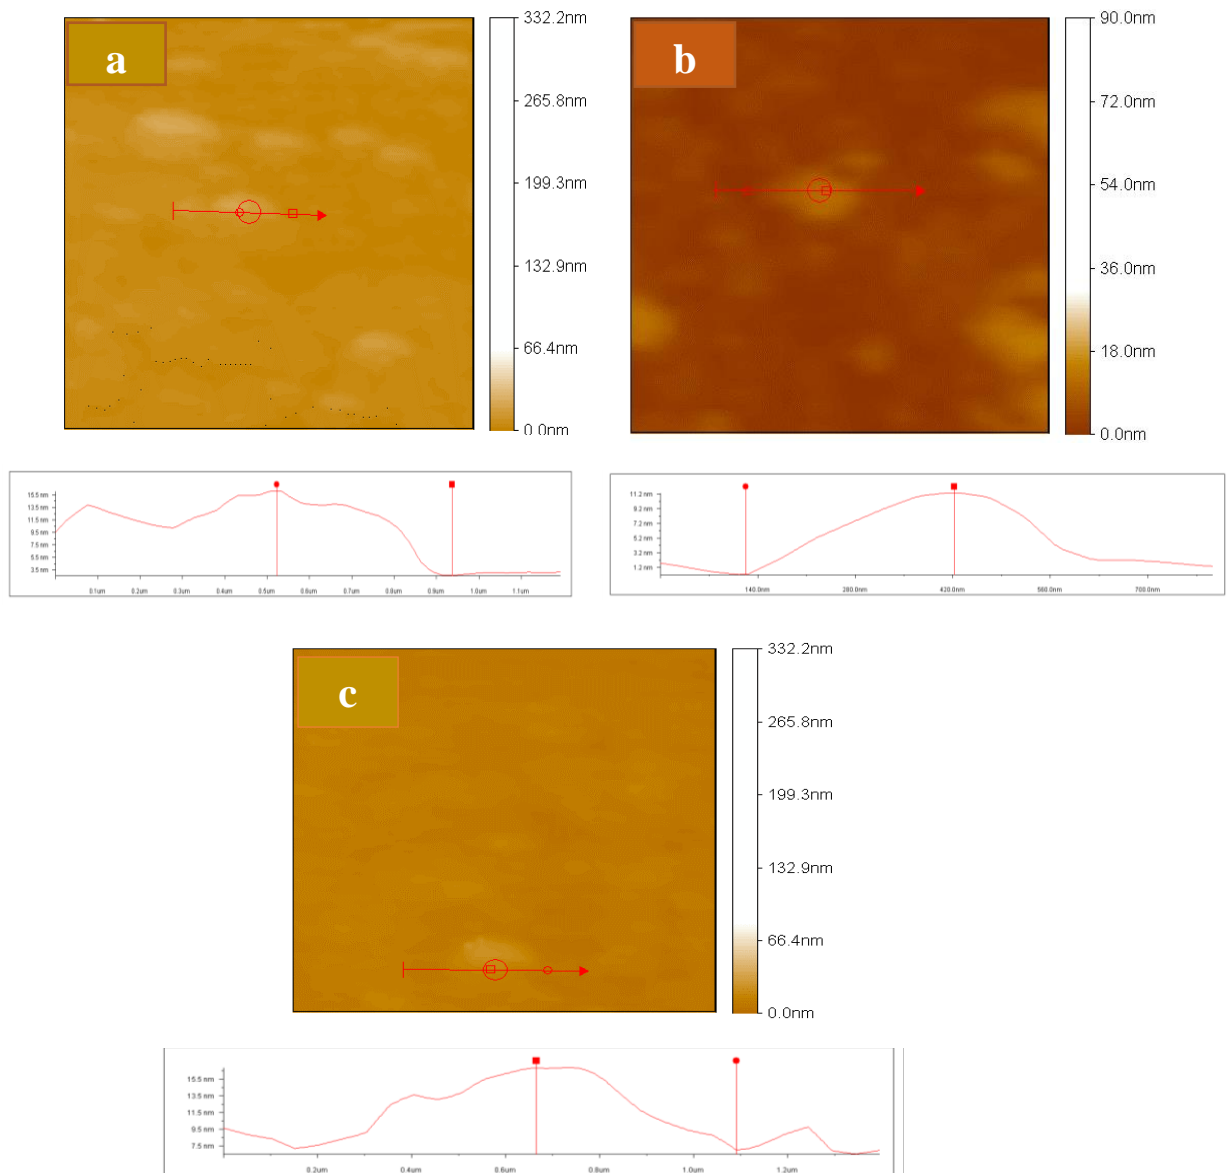 a
332.2nm
265.8nm
199.3nm
132.9nm
66.4nm
0.0nm
b
90.0nm
72.0nm
54.0nm
36.0nm
18.0nm
0.0nm
15.5 nm
13.5 nm
11.5 nm
9.5 nm
7.5 nm
5.5 nm
3.5 nm
0.1um 0.2um 0.3um 0.4um 0.5um 0.6um 0.7um 0.8um 0.9um 1.0um 1.1um
11.2 nm
9.2 nm
7.2 nm
5.2 nm
3.2 nm
1.2 nm
140.0nm 280.0nm 420.0nm 560.0nm 700.0nm
c
332.2nm
265.8nm
199.3nm
132.9nm
66.4nm
0.0nm
15.5 nm
13.5 nm
11.5 nm
9.5 nm
7.5 nm
0.2um 0.4um 0.6um 0.8um 1.0um 1.2um